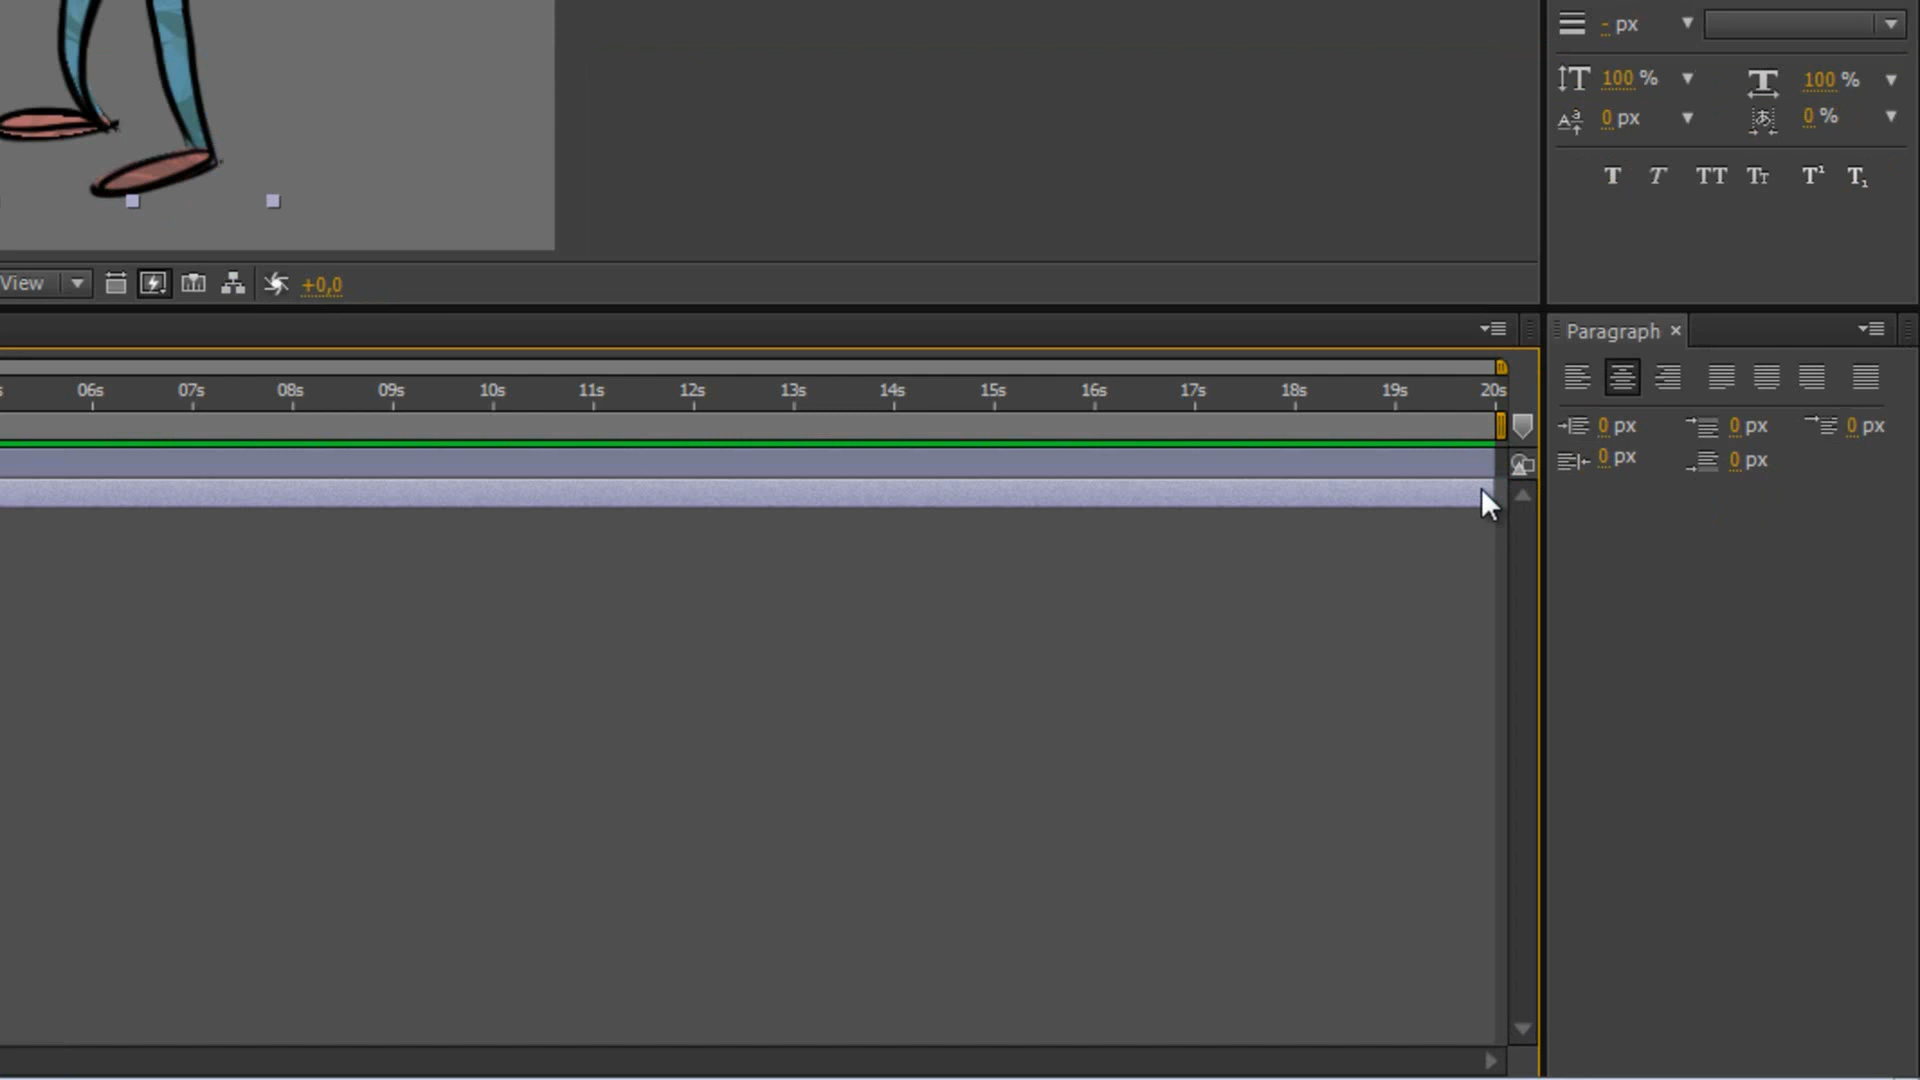 - px
100 %
100 %
0 px
0 %
T T TT Tt T¹ T₁
View
+0,0
Paragraph
06s 07s 08s 09s 10s 11s 12s 13s 14s 15s 16s 17s 18s 19s 20s
0 px 0 px 0 px
0 px 0 px